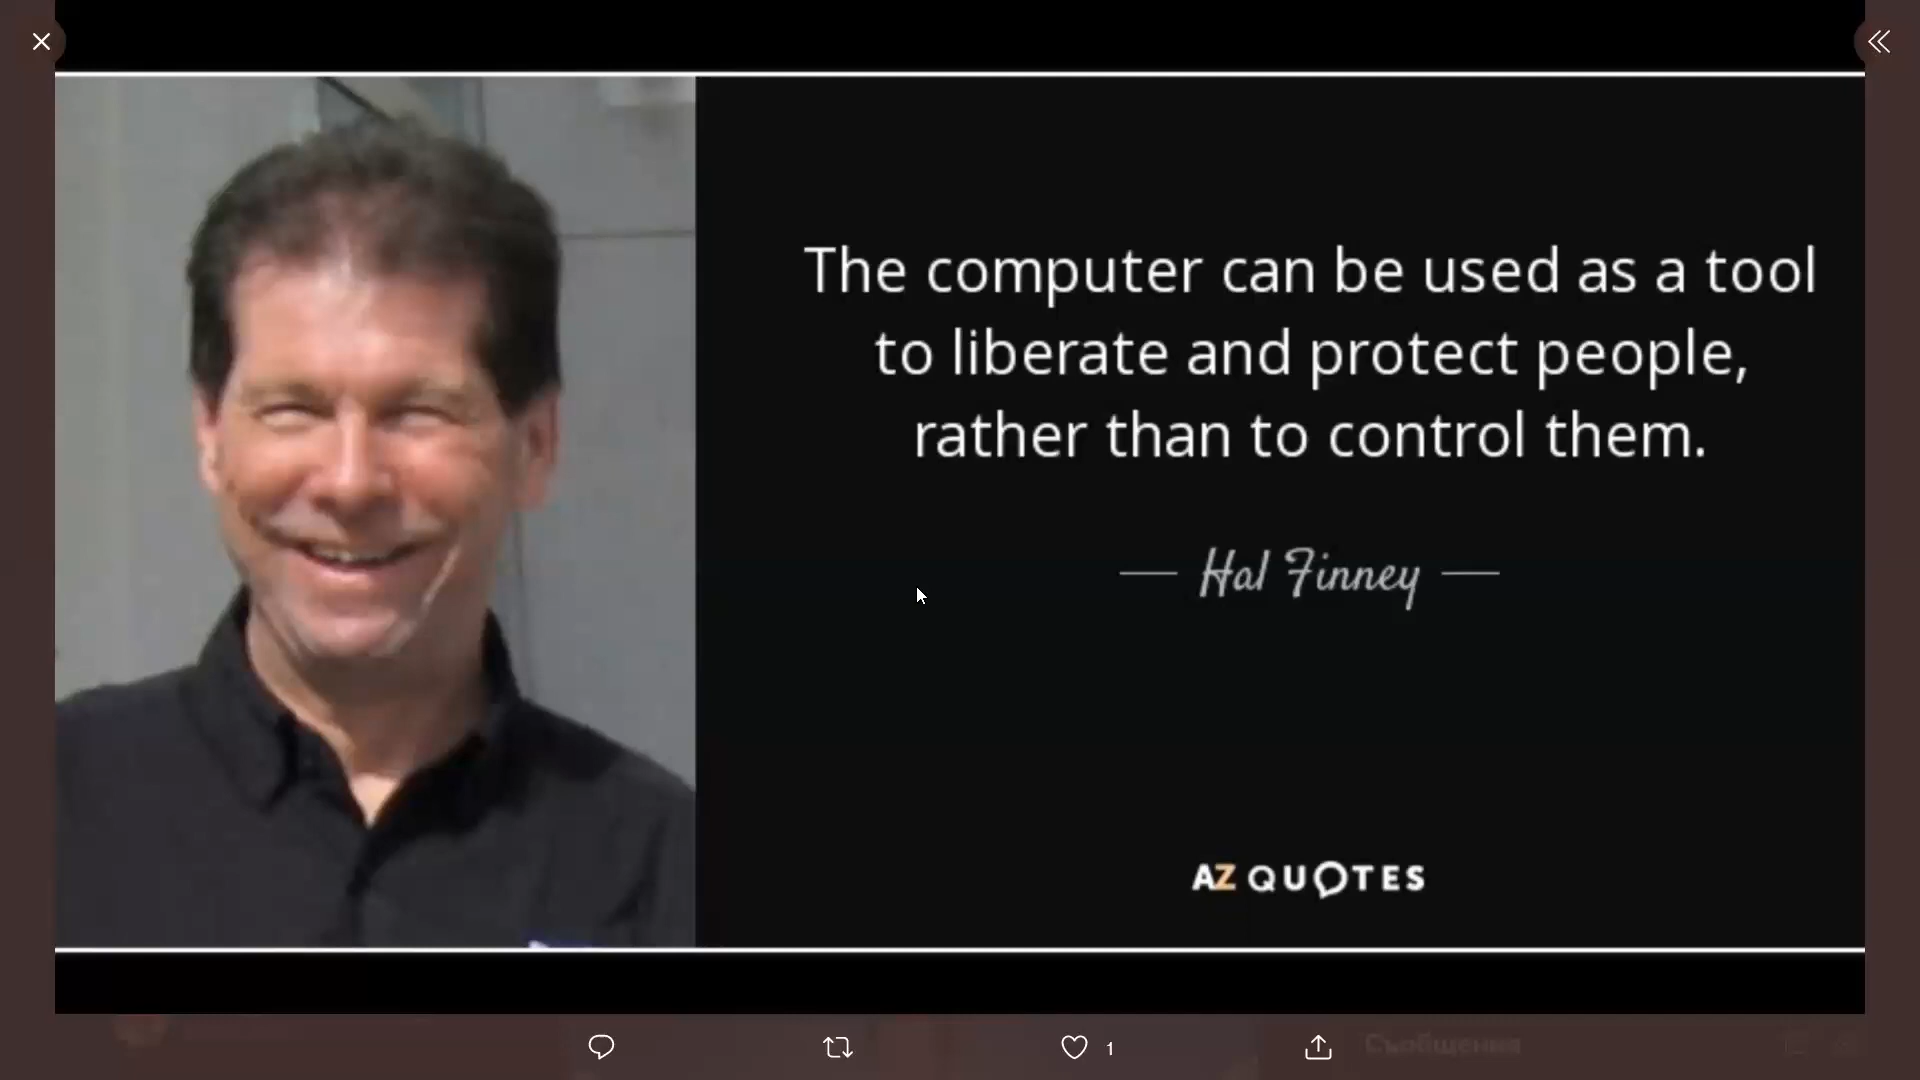 The computer can be used as a tool
to liberate and protect people,
rather than to control them.
— Hal Finney —
AZ QUOTES
1
Съобщения